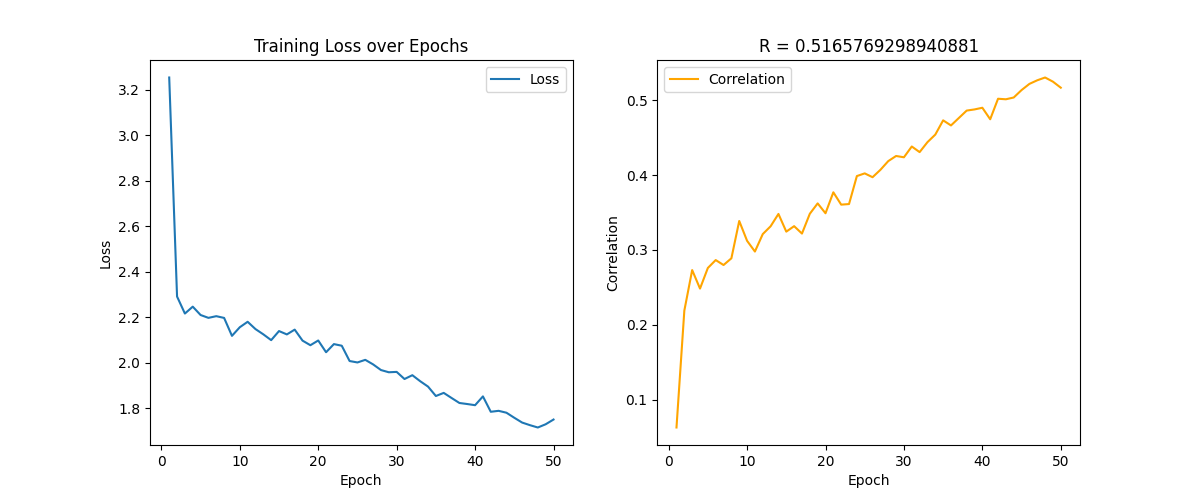 Training Loss over Epochs
Loss
3.2
3.0
2.8
2.6
2.4
2.2
2.0
1.8
Loss
0 10 20 30 40 50
Epoch
R = 0.5165769298940881
Correlation
0.5
0.4
0.3
0.2
0.1
Correlation
0 10 20 30 40 50
Epoch